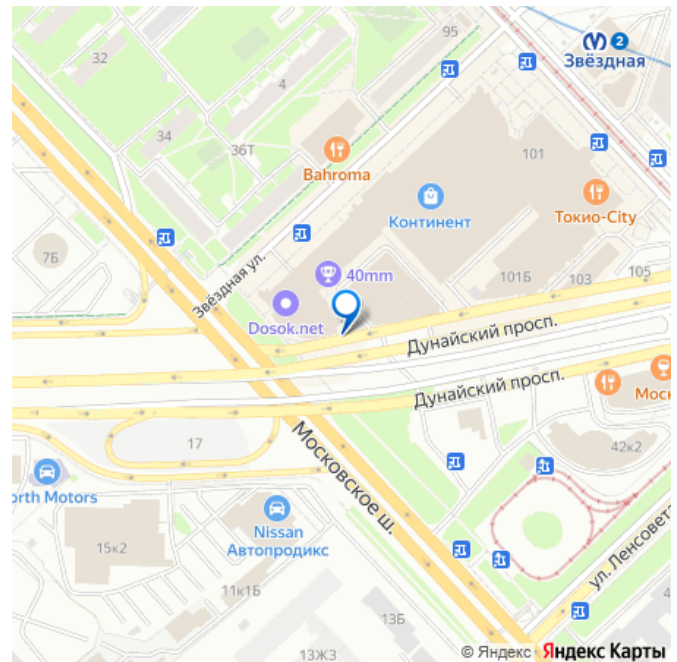 95
32
2
Звёздная
4
34
36Т
101
Bahroma
Токио-City
Континент
7Б
Звёздная ул.
40mm
101Б
103
105
Dosok.net
Дунайский просп.
Дунайский просп.
Моск
17
Московское ш.
42к2
orth Motors
Nissan
Автопродикс
15к2
ул. Ленсовета
11к1Б
13Б
13Ж3
© Яндекс Яндекс Карты